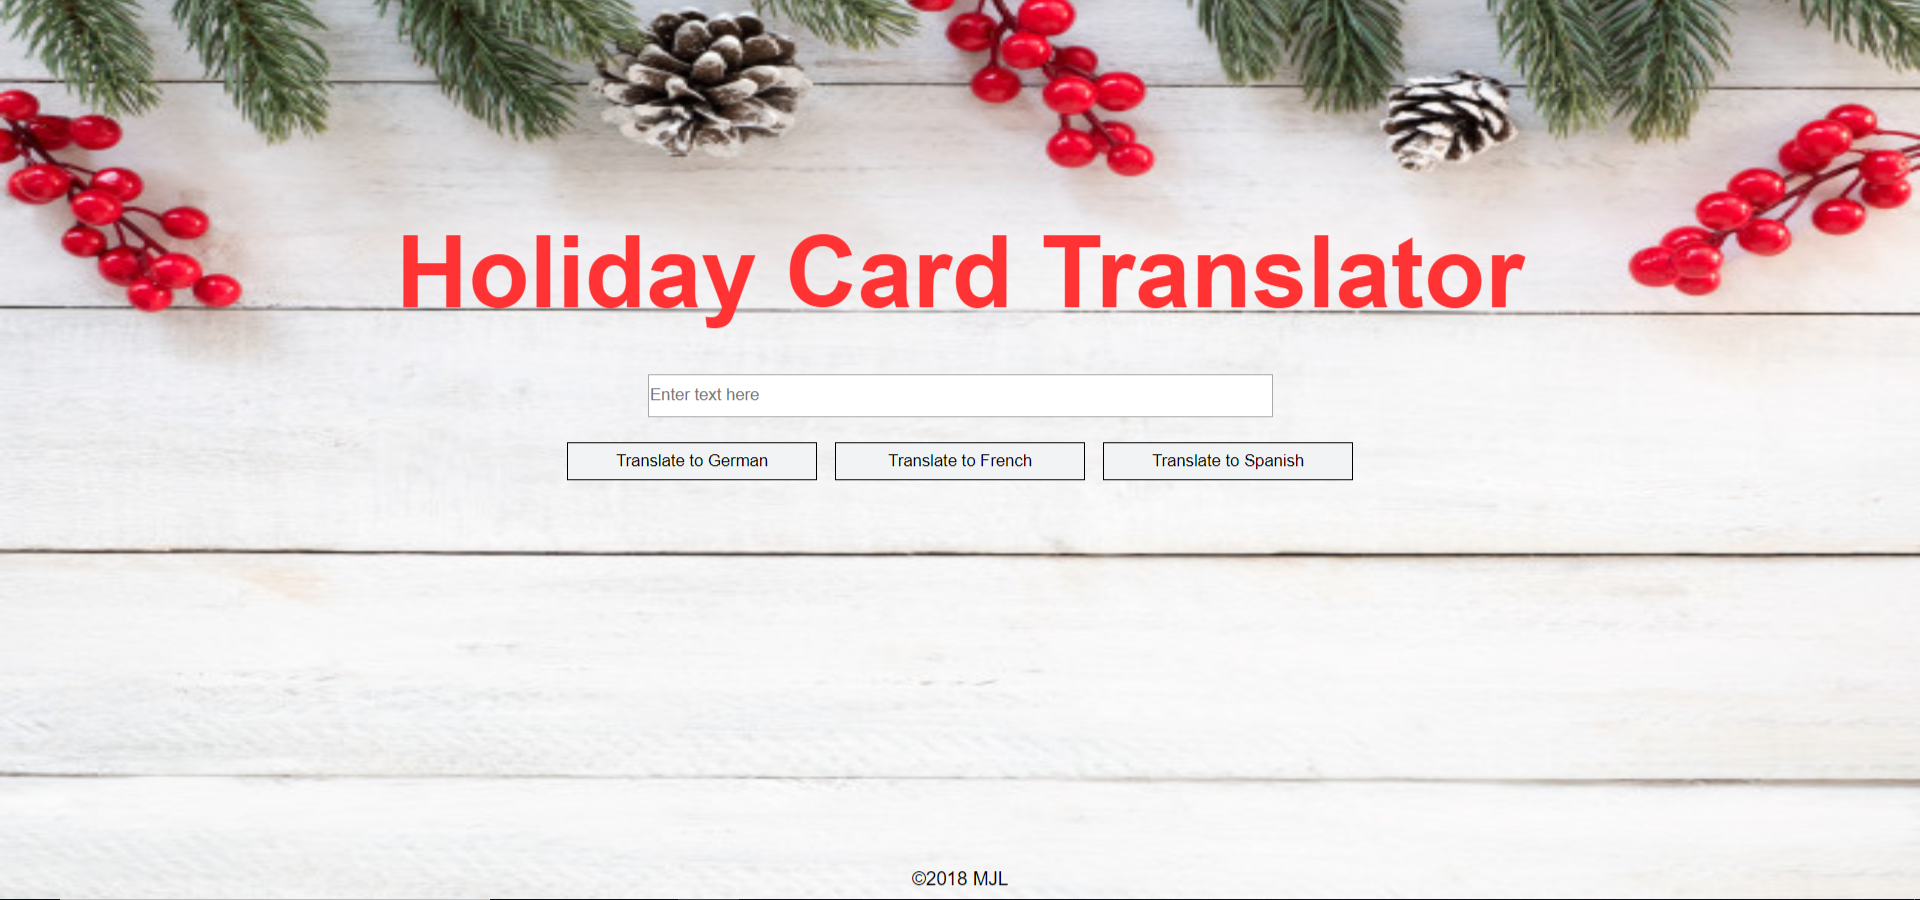 Holiday Card Translator
Enter text here
Translate to German
Translate to French
Translate to Spanish
©2018 MJL